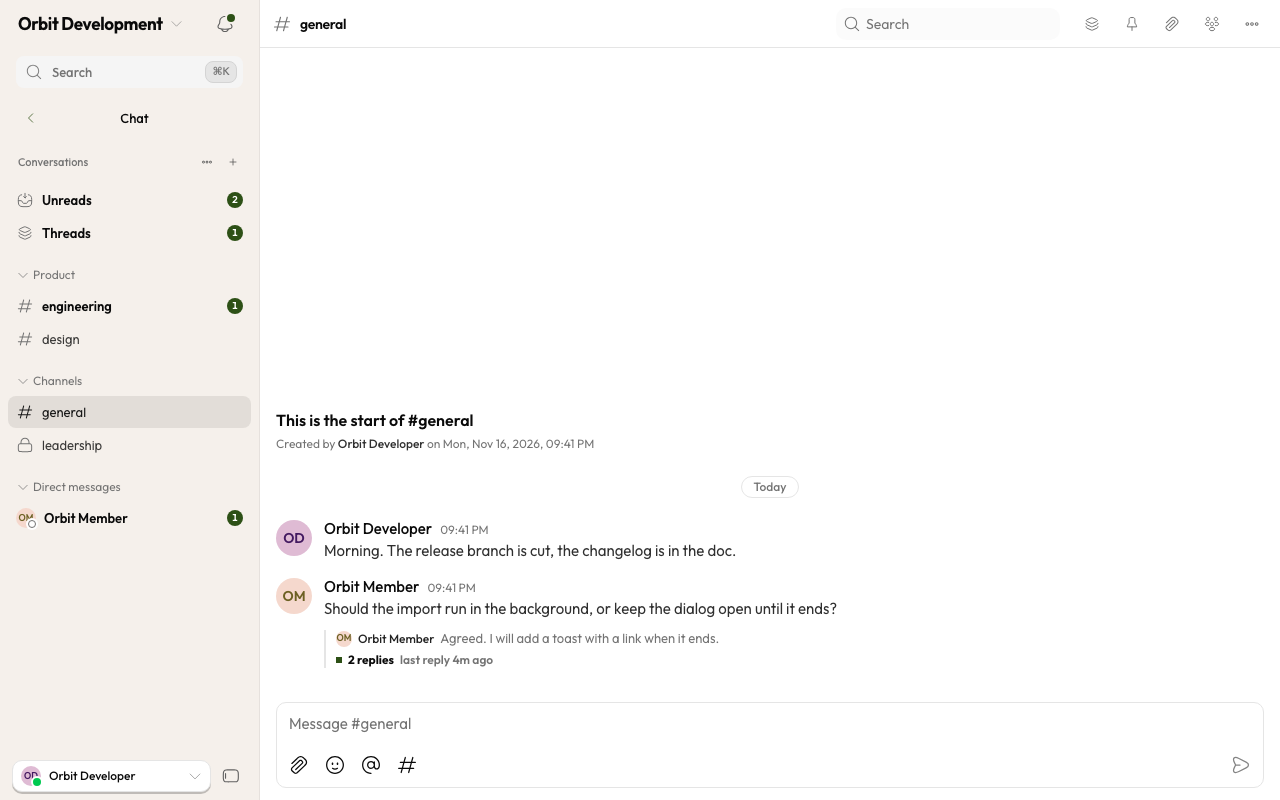 Orbit Development
Search
⌘K
Chat
Conversations
Unreads
2
Threads
1
Product
engineering
1
design
Channels
general
leadership
Direct messages
OM
Orbit Member
1
OD
Orbit Developer
general
Search
This is the start of #general
Created by Orbit Developer on Mon, Nov 16, 2026, 09:41 PM
Today
OD
Orbit Developer 09:41 PM
Morning. The release branch is cut, the changelog is in the doc.
OM
Orbit Member 09:41 PM
Should the import run in the background, or keep the dialog open until it ends?
OM Orbit Member Agreed. I will add a toast with a link when it ends.
2 replies last reply 4m ago
Message #general